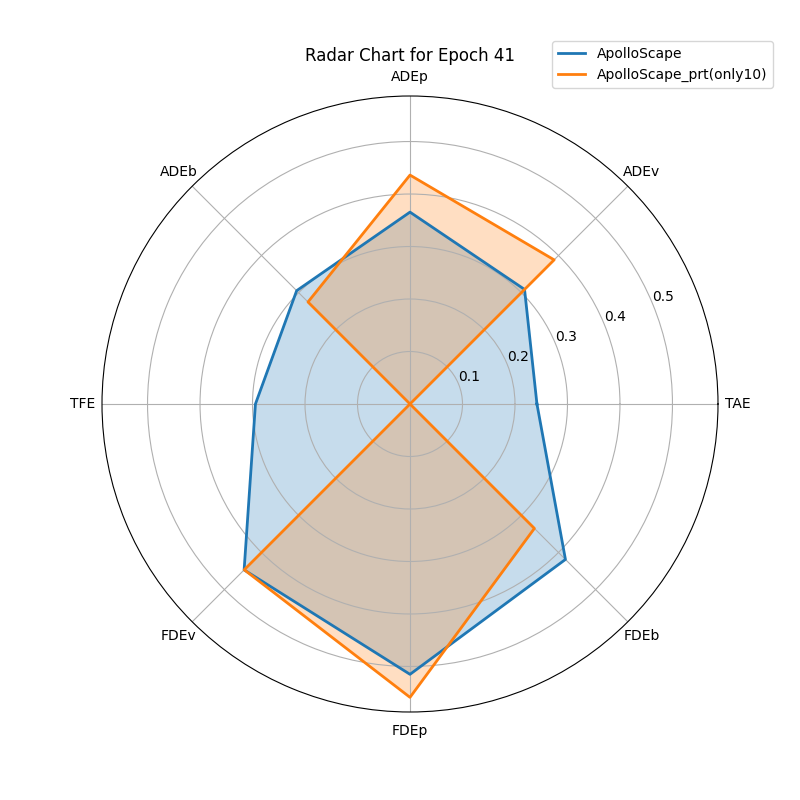 Radar Chart for Epoch 41
ApolloScape
ApolloScape_prt(only10)
ADEp
ADEb
ADEv
0.5
0.4
0.3
0.2
0.1
TFE
TAE
FDEv
FDEb
FDEp